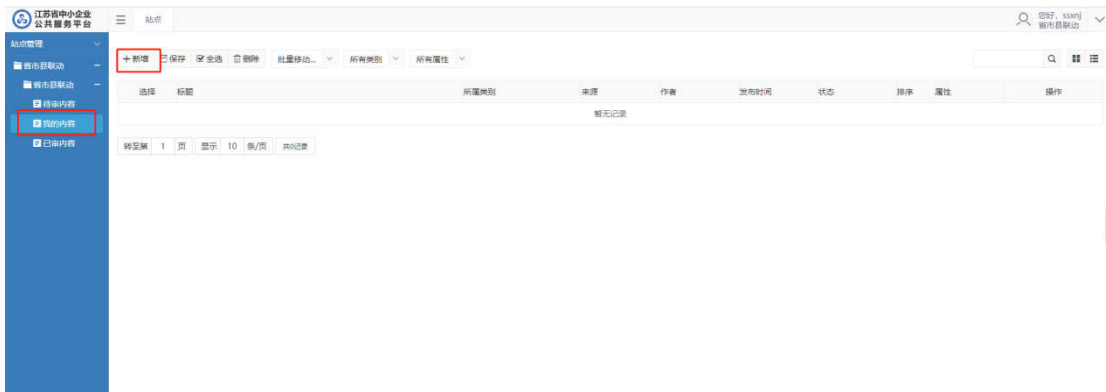 江苏省中小企业
公共服务平台
站点
您好，ssxnj
省市县联动
站点管理
省市县联动
省市县联动
待审内容
我的内容
已审内容
新增 保存 全选 删除 批量移动... 所有类别 所有属性
选择 标题 所属类别 来源 作者 发布时间 状态 排序 属性 操作
暂无记录
转至第 1 页 显示 10 条/页 共0记录